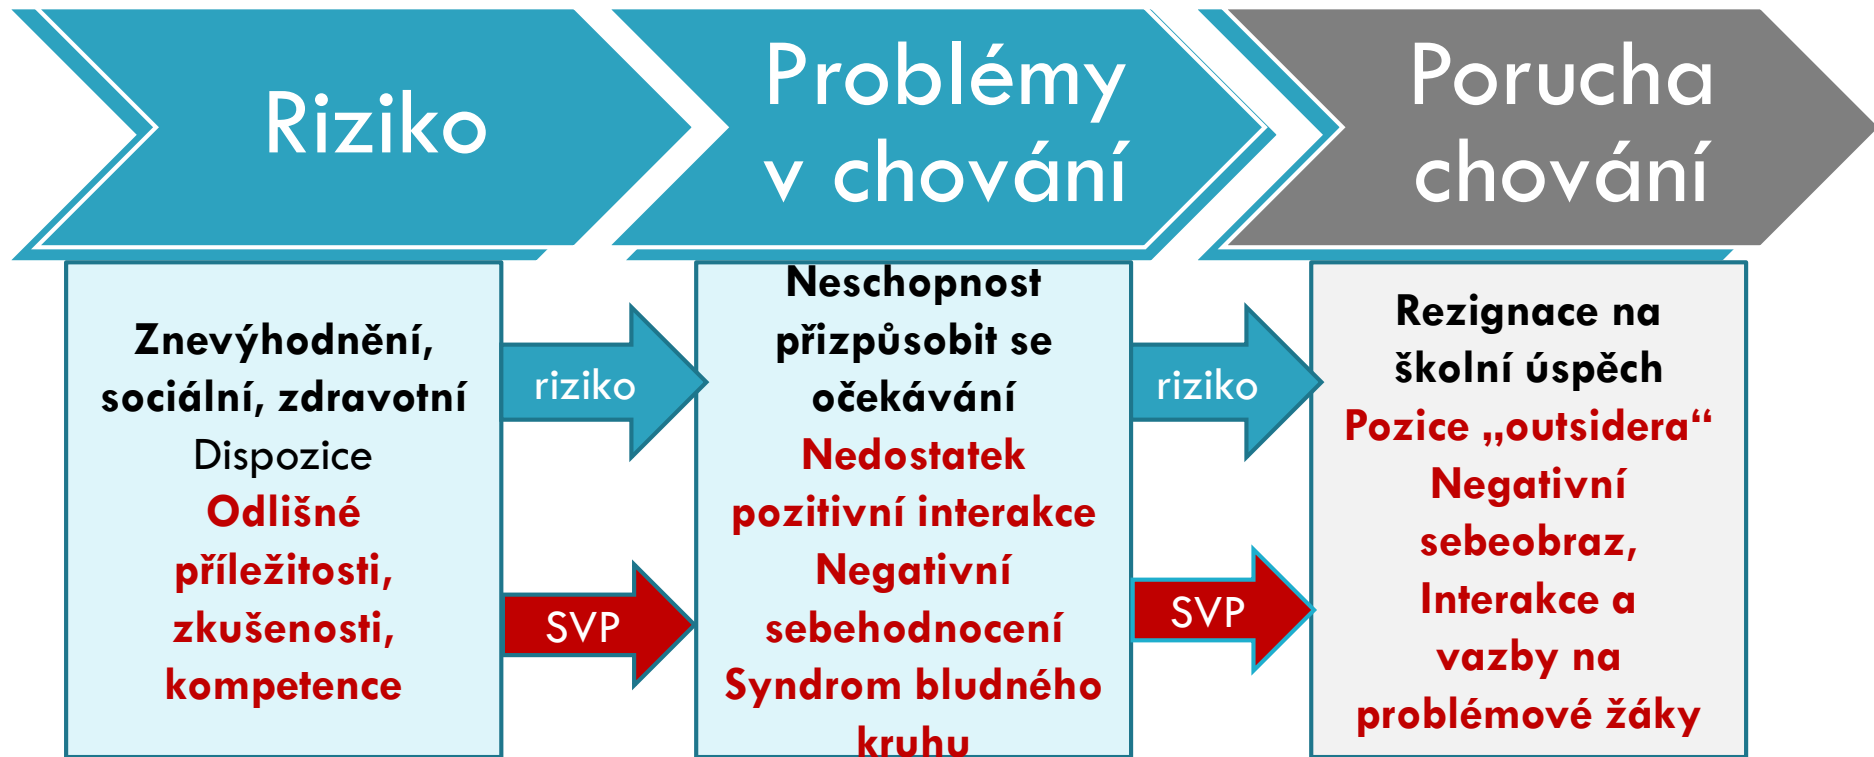 Riziko
Problémy
v chování
Porucha
chování
Znevýhodnění,
sociální, zdravotní
Dispozice
Odlišné
příležitosti,
zkušenosti,
kompetence
riziko
SVP
Neschopnost
přizpůsobit se
očekávání
Nedostatek
pozitivní interakce
Negativní
sebehodnocení
Syndrom bludného
kruhu
riziko
SVP
Rezignace na
školní úspěch
Pozice „outsidera“
Negativní
sebeobraz,
Interakce a
vazby na
problémové žáky